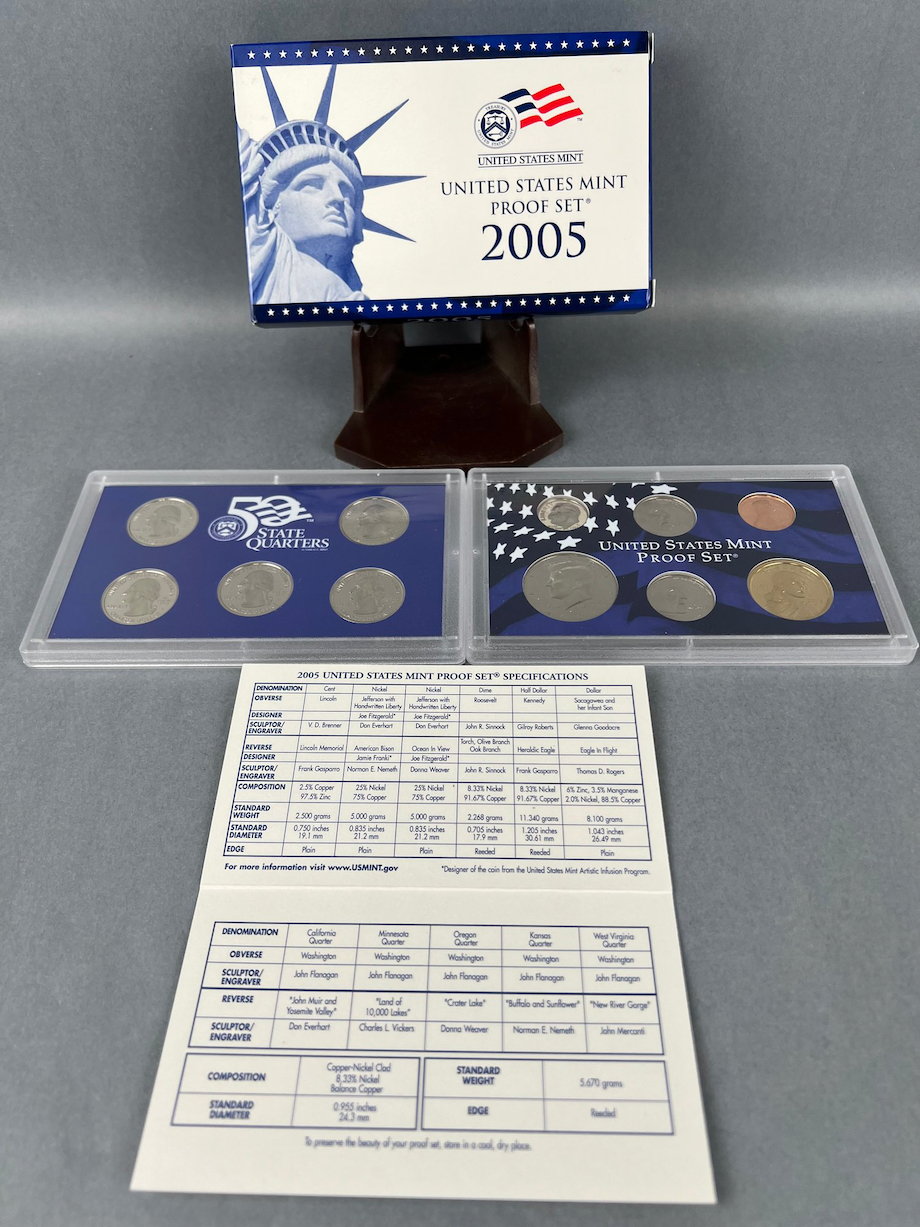 UNITED STATES MINT
UNITED STATES MINT
PROOF SET®
2005
2005
50
STATE
QUARTERS
UNITED STATES MINT
PROOF SET®
2005 UNITED STATES MINT PROOF SET® SPECIFICATIONS
DENOMINATION Cent Nickel Nickel Dime Half Dollar Dollar
OBVERSE Lincoln Jefferson with Handwritten Liberty Jefferson with Handwritten Liberty Roosevelt Kennedy Sacagawea and her Infant Son
DESIGNER Joe Fitzgerald* Joe Fitzgerald*
SCULPTOR/ENGRAVER V. D. Brenner Don Everhart Don Everhart John R. Sinnock Gilroy Roberts Glenna Goodacre
REVERSE Lincoln Memorial American Bison Ocean In View Torch, Olive Branch Oak Branch Heraldic Eagle Eagle In Flight
DESIGNER Jamie Franki* Joe Fitzgerald*
SCULPTOR/ENGRAVER Frank Gasparro Norman E. Nemeth Donna Weaver John R. Sinnock Frank Gasparro Thomas D. Rogers
COMPOSITION 2.5% Copper 97.5% Zinc 25% Nickel 75% Copper 25% Nickel 75% Copper 8.33% Nickel 91.67% Copper 8.33% Nickel 91.67% Copper 6% Zinc, 3.5% Manganese 2.0% Nickel, 88.5% Copper
STANDARD WEIGHT 2.500 grams 5.000 grams 5.000 grams 2.268 grams 11.340 grams 8.100 grams
STANDARD DIAMETER 0.750 inches 19.1 mm 0.835 inches 21.2 mm 0.835 inches 21.2 mm 0.705 inches 17.9 mm 1.205 inches 30.61 mm 1.043 inches 26.49 mm
EDGE Plain Plain Plain Reeded Reeded Plain
For more information visit www.USMINT.gov *Designer of the coin from the United States Mint Artistic Infusion Program.
DENOMINATION California Quarter Minnesota Quarter Oregon Quarter Kansas Quarter West Virginia Quarter
OBVERSE Washington Washington Washington Washington Washington
SCULPTOR/ENGRAVER John Flanagan John Flanagan John Flanagan John Flanagan John Flanagan
REVERSE "John Muir and Yosemite Valley" "Land of 10,000 Lakes" "Crater Lake" "Buffalo and Sunflower" "New River Gorge"
SCULPTOR/ENGRAVER Don Everhart Charles L. Vickers Donna Weaver Norman E. Nemeth John Mercanti
COMPOSITION Copper-Nickel Clad 8.33% Nickel Balance Copper STANDARD WEIGHT 5.670 grams
STANDARD DIAMETER 0.955 inches 24.3 mm EDGE Reeded
To preserve the beauty of your proof set, store in a cool, dry place.